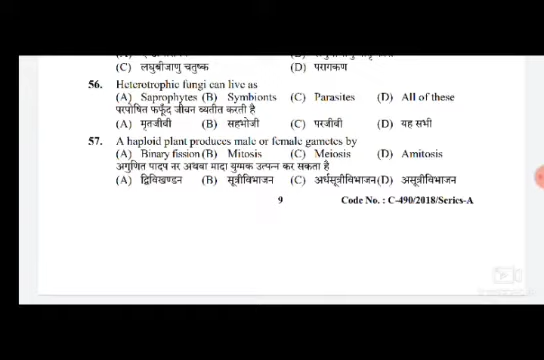 (C) लघुबीजाणु चतुष्क (D) परागकण
56. Heterotrophic fungi can live as
(A) Saprophytes (B) Symbionts (C) Parasites (D) All of these
परपोषित फफूँद जीवन व्यतीत करती है
(A) मृतजीवी (B) सहभोजी (C) परजीवी (D) यह सभी
57. A haploid plant produces male or female gametes by
(A) Binary fission (B) Mitosis (C) Meiosis (D) Amitosis
अगुणित पादप नर अथवा मादा युग्मक उत्पन्न कर सकता है
(A) द्विविखण्डन (B) सूत्रीविभाजन (C) अर्धसूत्रीविभाजन (D) असूत्रीविभाजन
9 Code No. : C-490/2018/Series-A